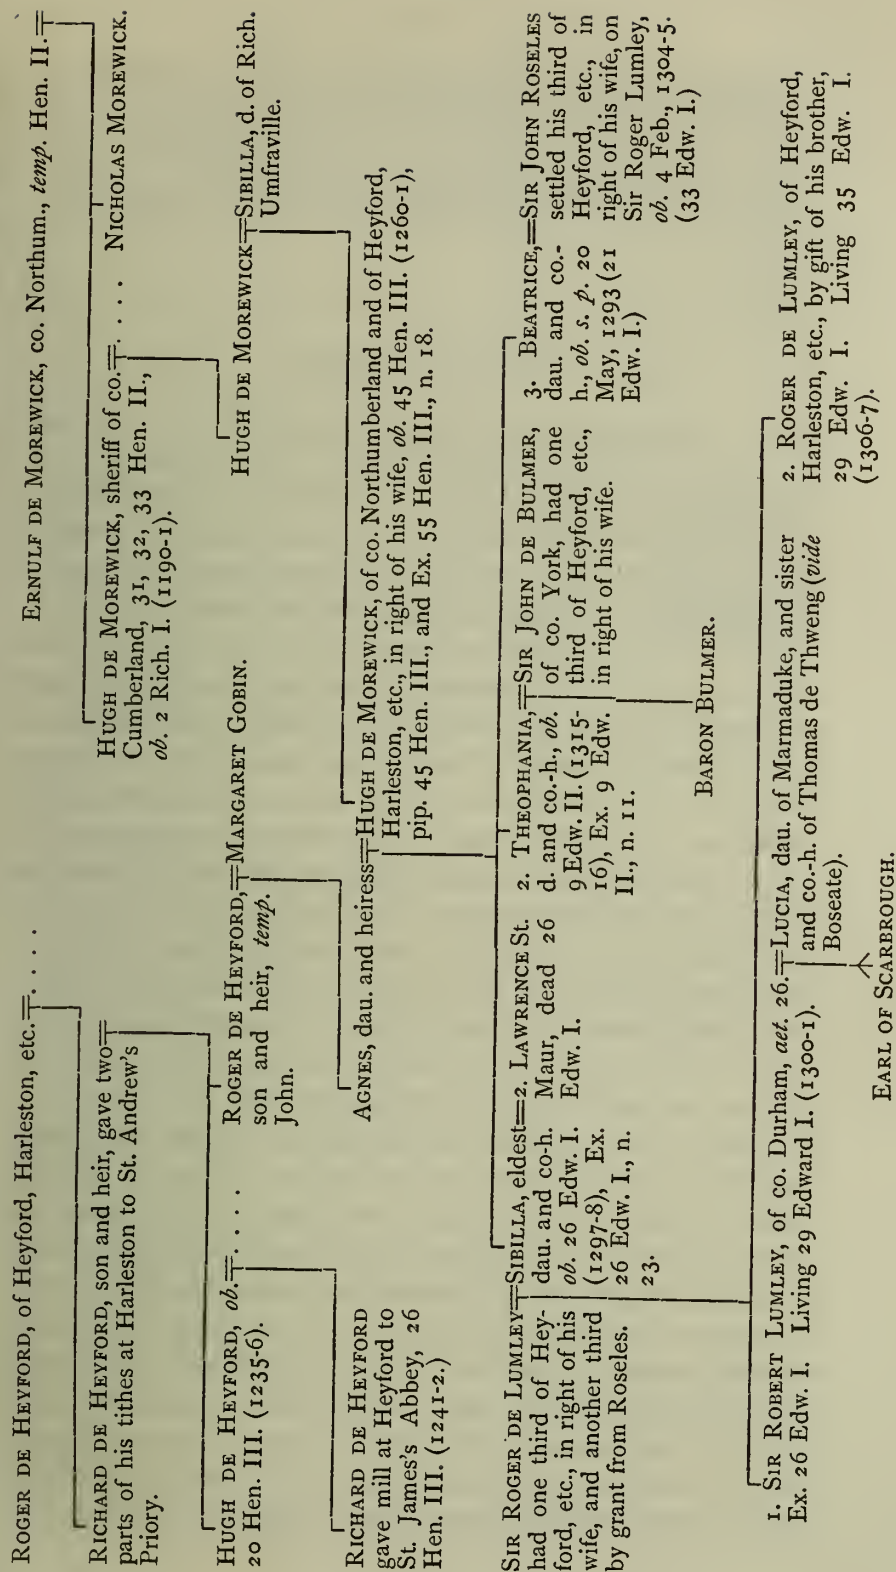 ROGER DE HEYFORD, of Heyford, Harleston, etc. . . . .
ERNULF DE MOREWICK, co. Northum., temp. Hen. II.
RICHARD DE HEYFORD, son and heir, gave two
parts of his tithes at Harleston to St. Andrew's
Priory.
HUGH DE MOREWICK, sheriff of co. . . . .
Cumberland, 31, 32, 33 Hen. II.,
ob. 2 Rich. I. (1190-1).
NICHOLAS MOREWICK.
HUGH DE HEYFORD, ob. . . . .
20 Hen. III. (1235-6).
ROGER DE HEYFORD,
son and heir, temp.
John.
MARGARET GOBIN.
HUGH DE MOREWICK
SIBILLA, d. of Rich.
Umfraville.
RICHARD DE HEYFORD
gave mill at Heyford to
St. James's Abbey, 26
Hen. III. (1241-2.)
AGNES, dau. and heiress
HUGH DE MOREWICK, of co. Northumberland and of Heyford,
Harleston, etc., in right of his wife, ob. 45 Hen. III. (1260-1),
pip. 45 Hen. III., and Ex. 55 Hen. III., n. 18.
SIR ROGER DE LUMLEY
had one third of Hey-
ford, etc., in right of his
wife, and another third
by grant from Roseles.
SIBILLA, eldest
dau. and co-h.
ob. 26 Edw. I.
(1297-8), Ex.
26 Edw. I., n.
23.
2. LAWRENCE St.
Maur, dead 26
Edw. I.
2. THEOPHANIA,
d. and co.-h., ob.
9 Edw. II. (1315-
16), Ex. 9 Edw.
II., n. 11.
SIR JOHN DE BULMER,
of co. York, had one
third of Heyford, etc.,
in right of his wife.
3. BEATRICE,
dau. and co.-
h., ob. s. p. 20
May, 1293 (21
Edw. I.)
SIR JOHN ROSELES
settled his third of
Heyford, etc., in
right of his wife, on
Sir Roger Lumley,
ob. 4 Feb., 1304-5.
(33 Edw. I.)
BARON BULMER.
1. SIR ROBERT LUMLEY, of co. Durham, aet. 26.
Ex. 26 Edw. I. Living 29 Edward I. (1300-1).
LUCIA, dau. of Marmaduke, and sister
and co.-h. of Thomas de Thweng (vide
Boseate).
2. ROGER DE LUMLEY, of Heyford,
Harleston, etc., by gift of his brother,
29 Edw. I. Living 35 Edw. I.
(1306-7).
EARL OF SCARBROUGH.